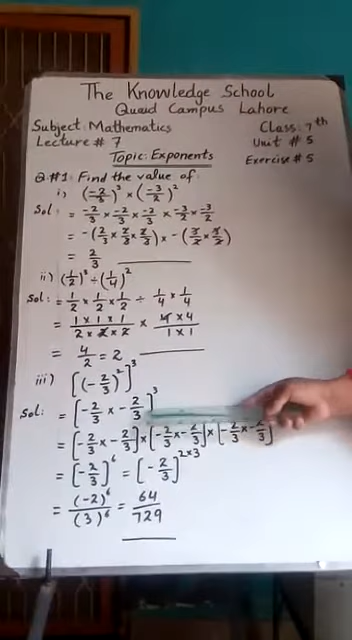 The Knowledge School
Quaid Campus Lahore
Subject: Mathematics Class: 7th
Lecture # 7 Unit # 5
Topic: Exponents Exercise # 5
Q.#1: Find the value of
i) (-2/3)³ × (-3/2)²
Sol: = -2/3 × -2/3 × -2/3 × -3/2 × -3/2
= -(2/3 × 2/3 × 2/3) × -(3/2 × 3/2)
= 2/3
ii) (1/2)³ ÷ (1/4)²
Sol: = 1/2 × 1/2 × 1/2 ÷ 1/4 × 1/4
= 1 × 1 × 1 / 2 × 2 × 2 × 4 × 4 / 1 × 1
= 4/2 = 2
iii) [(-2/3)²]³
Sol: = [-2/3 × -2/3]³
= [-2/3 × -2/3] × [-2/3 × -2/3] × [-2/3 × -2/3]
= [-2/3]⁶ = [-2/3]²ˣ³
= (-2)⁶/(3)⁶ = 64/729